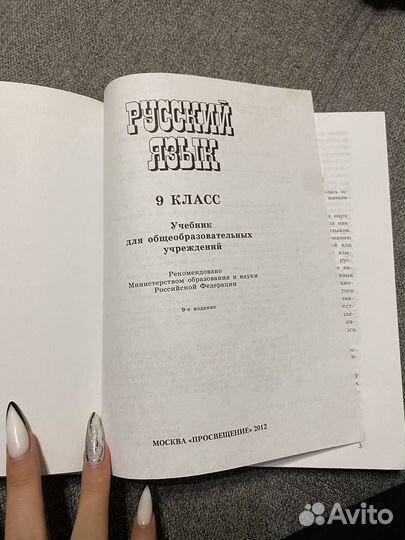 РУССКИЙ
ЯЗЫК
9 КЛАСС
Учебник
для общеобразовательных
учреждений
Рекомендовано
Министерством образования и науки
Российской Федерации
9-е издание
МОСКВА «ПРОСВЕЩЕНИЕ» 2012
3
Avito